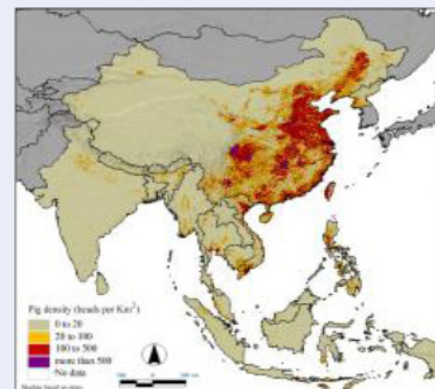 Pig density (heads per Km²)
0 to 20
20 to 100
100 to 500
more than 500
No data